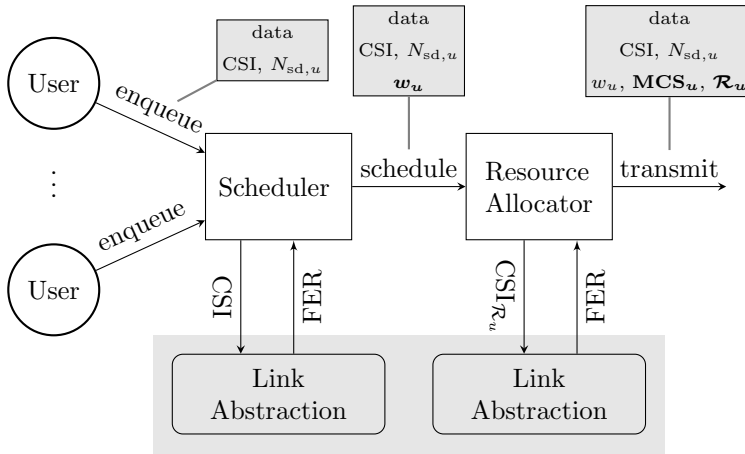 data
CSI, N_sd,u
data
CSI, N_sd,u
w_u
data
CSI, N_sd,u
w_u, MCS_u, R_u
User
enqueue
Scheduler
schedule
Resource
Allocator
transmit
⋮
enqueue
User
CSI
FER
CSI_R_u
FER
Link
Abstraction
Link
Abstraction